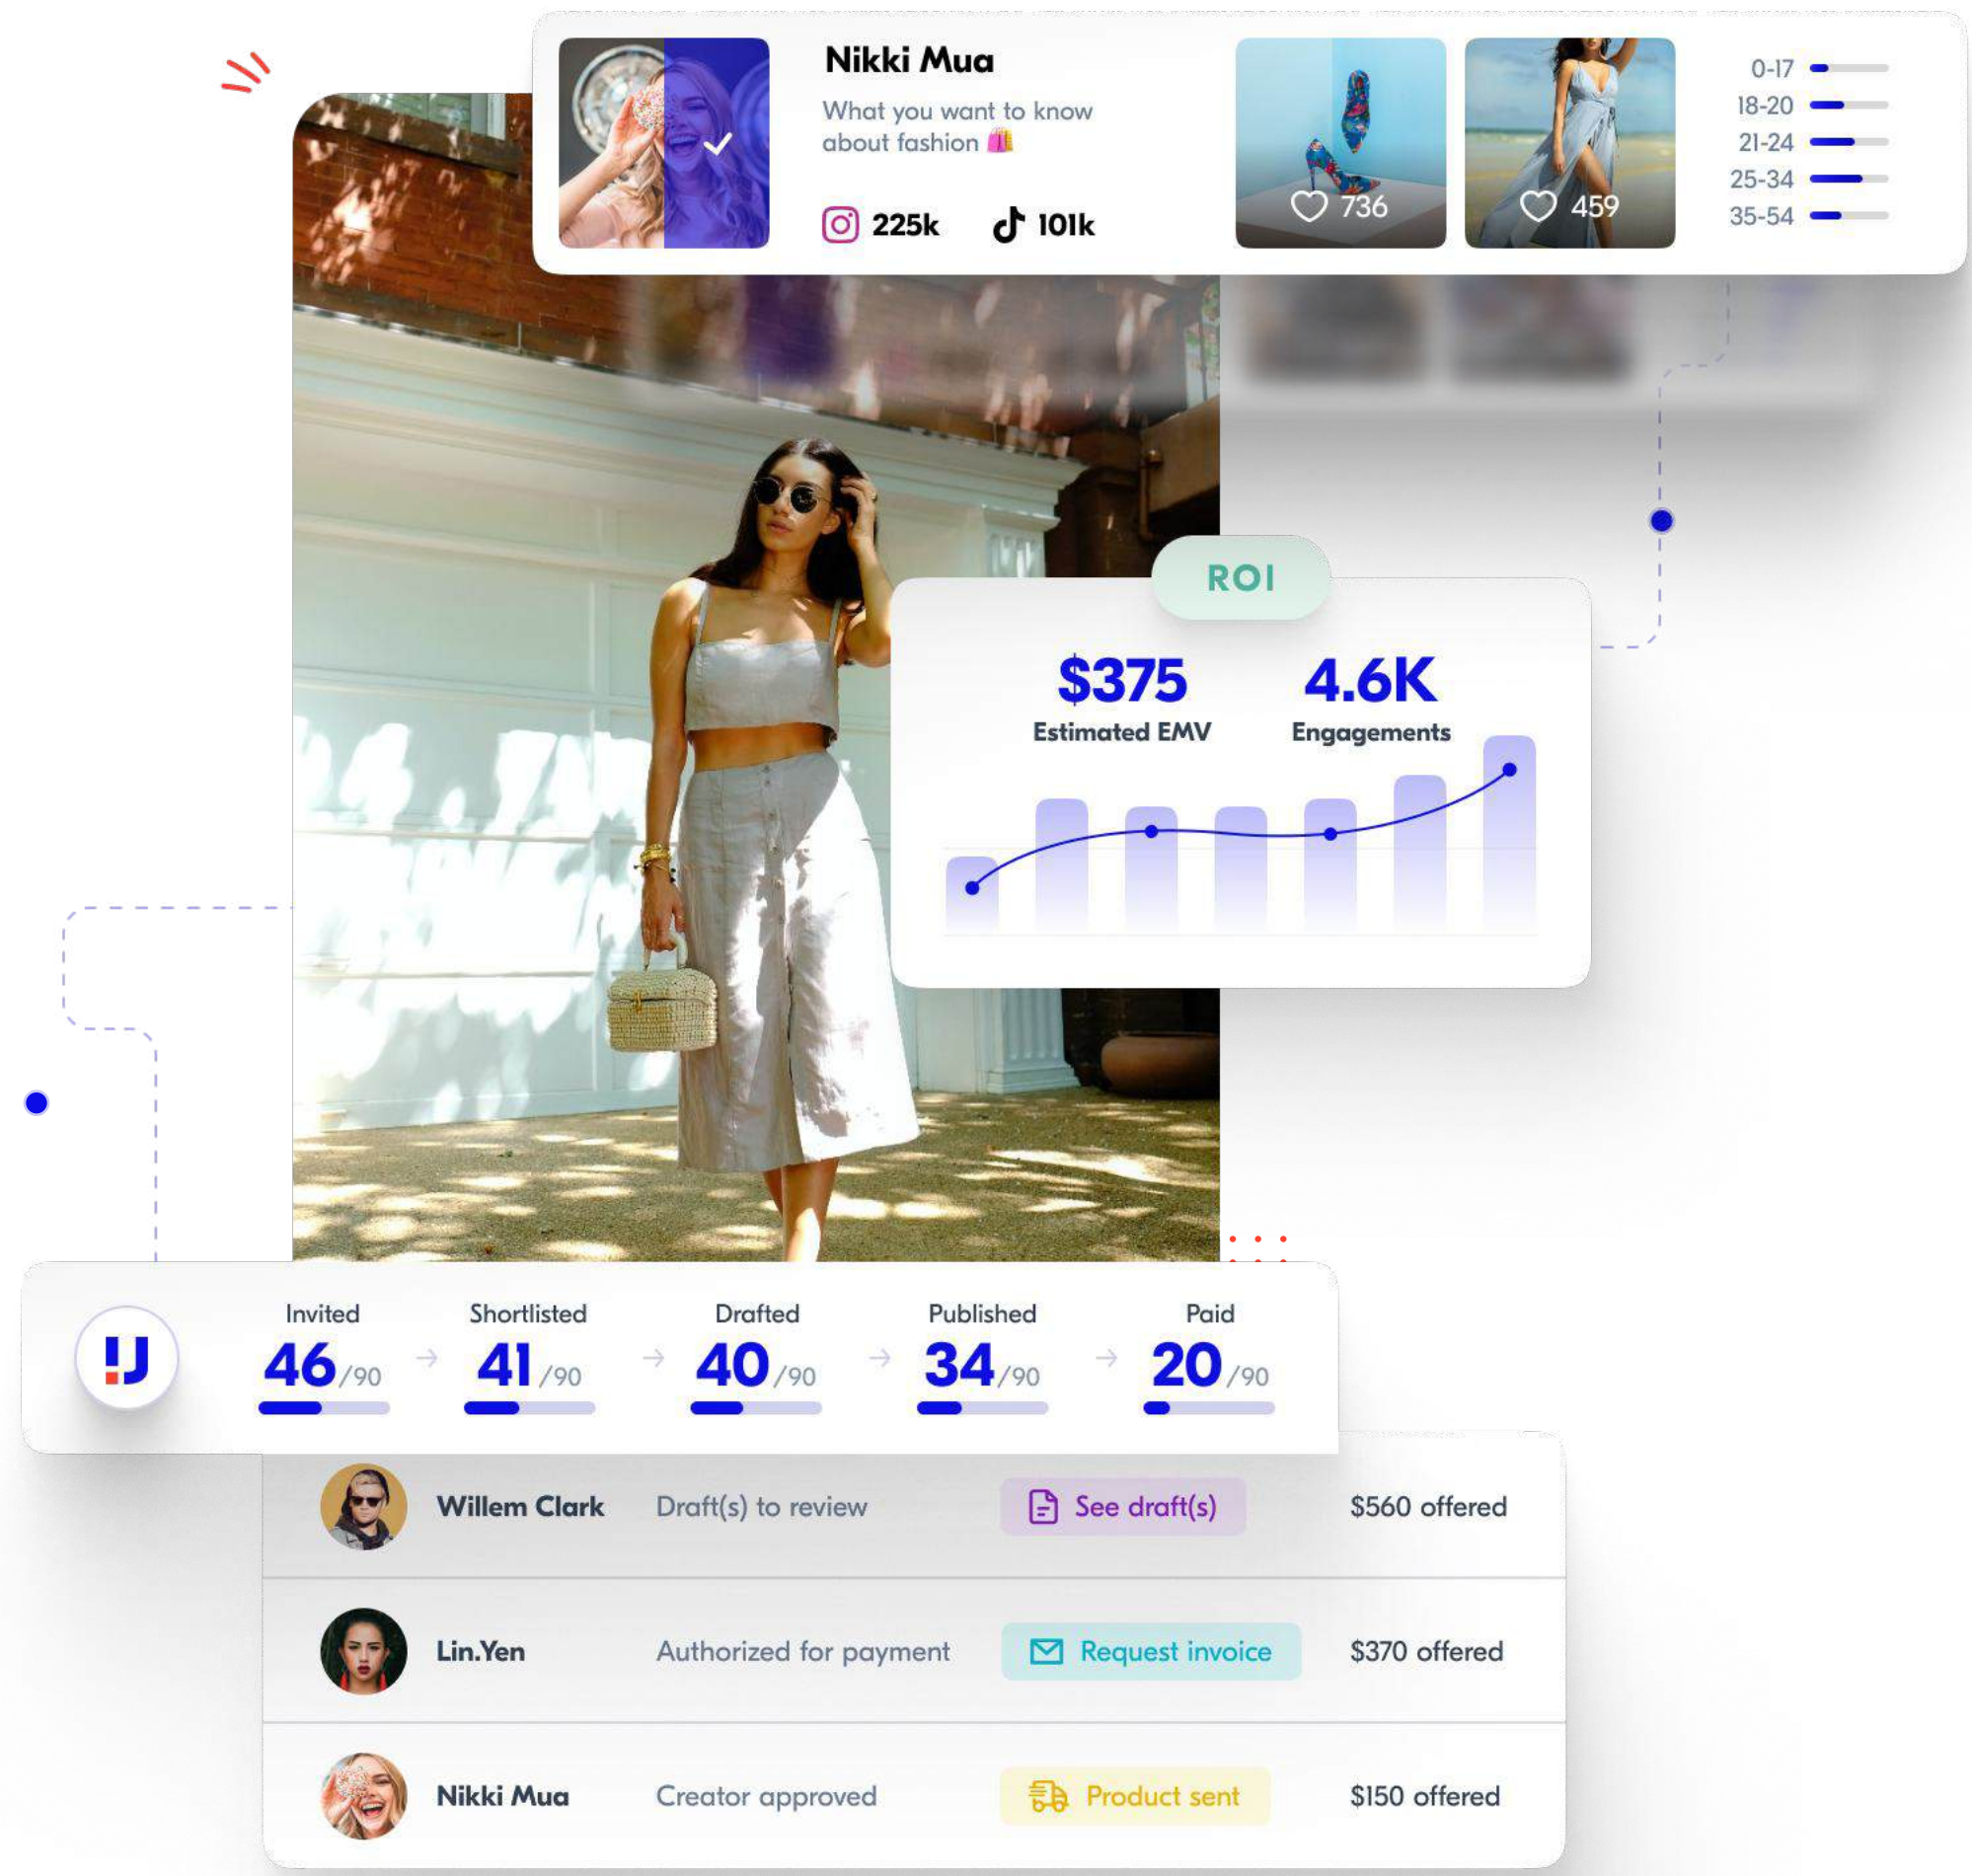 Nikki Mua
What you want to know
about fashion 🛍️
225k
101k
736
459
0-17
18-20
21-24
25-34
35-54
ROI
$375
Estimated EMV
4.6K
Engagements
Invited
46/90
Shortlisted
41/90
Drafted
40/90
Published
34/90
Paid
20/90
Willem Clark
Draft(s) to review
See draft(s)
$560 offered
Lin.Yen
Authorized for payment
Request invoice
$370 offered
Nikki Mua
Creator approved
Product sent
$150 offered